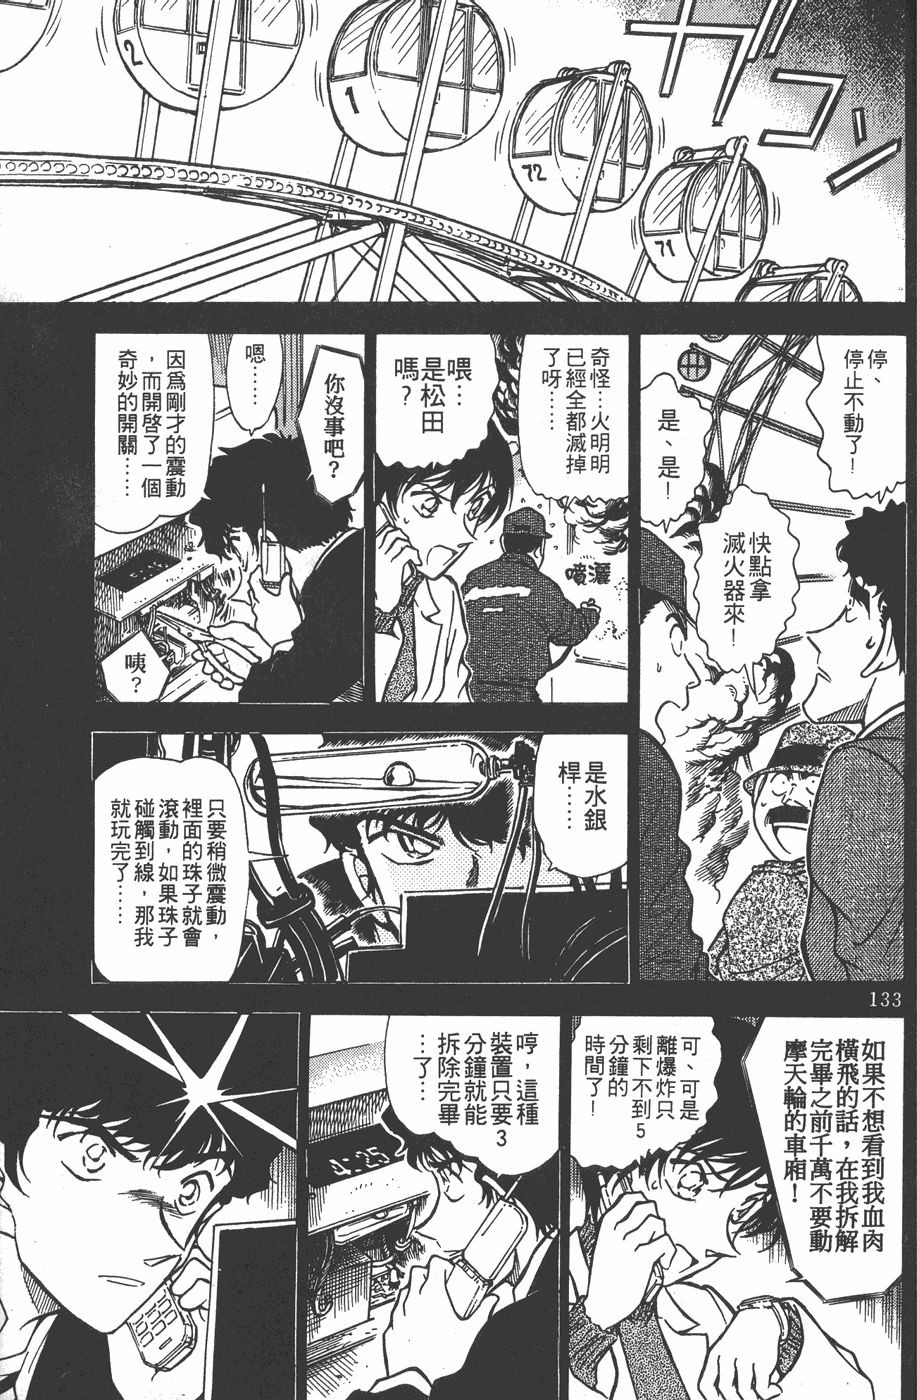 ガコン
2
1
72
71
停、
停止不動了！
是、是！
快點拿
滅火器來！
奇怪…火明明
已經全都滅掉
了呀……
噴灑
喂…
是松田
嗎？
你沒事吧？
嗯……
因為剛才的震動
，而開啓了一個
奇妙的開關……
咦？
是水銀
桿……
只要稍微震動，
裡面的珠子就會
滾動，如果珠子
碰觸到線，那我
就玩完了……
133
如果不想看到我血肉
橫飛的話，在我拆解
完畢之前千萬不要動
摩天輪的車廂！
可、可是
離爆炸只
剩下不到5
分鐘的
時間了！
哼，這種
裝置只要3
分鐘就能
拆除完畢
…了…
4:25